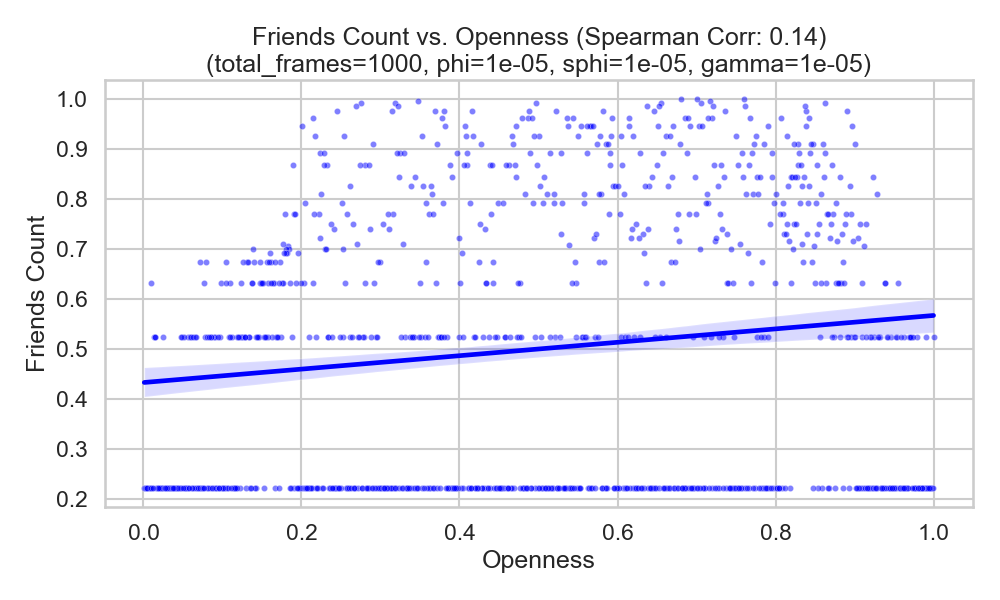 Friends Count vs. Openness (Spearman Corr: 0.14)
(total_frames=1000, phi=1e-05, sphi=1e-05, gamma=1e-05)
1.0
0.9
0.8
0.7
0.6
0.5
0.4
0.3
0.2
Friends Count
0.0 0.2 0.4 0.6 0.8 1.0
Openness